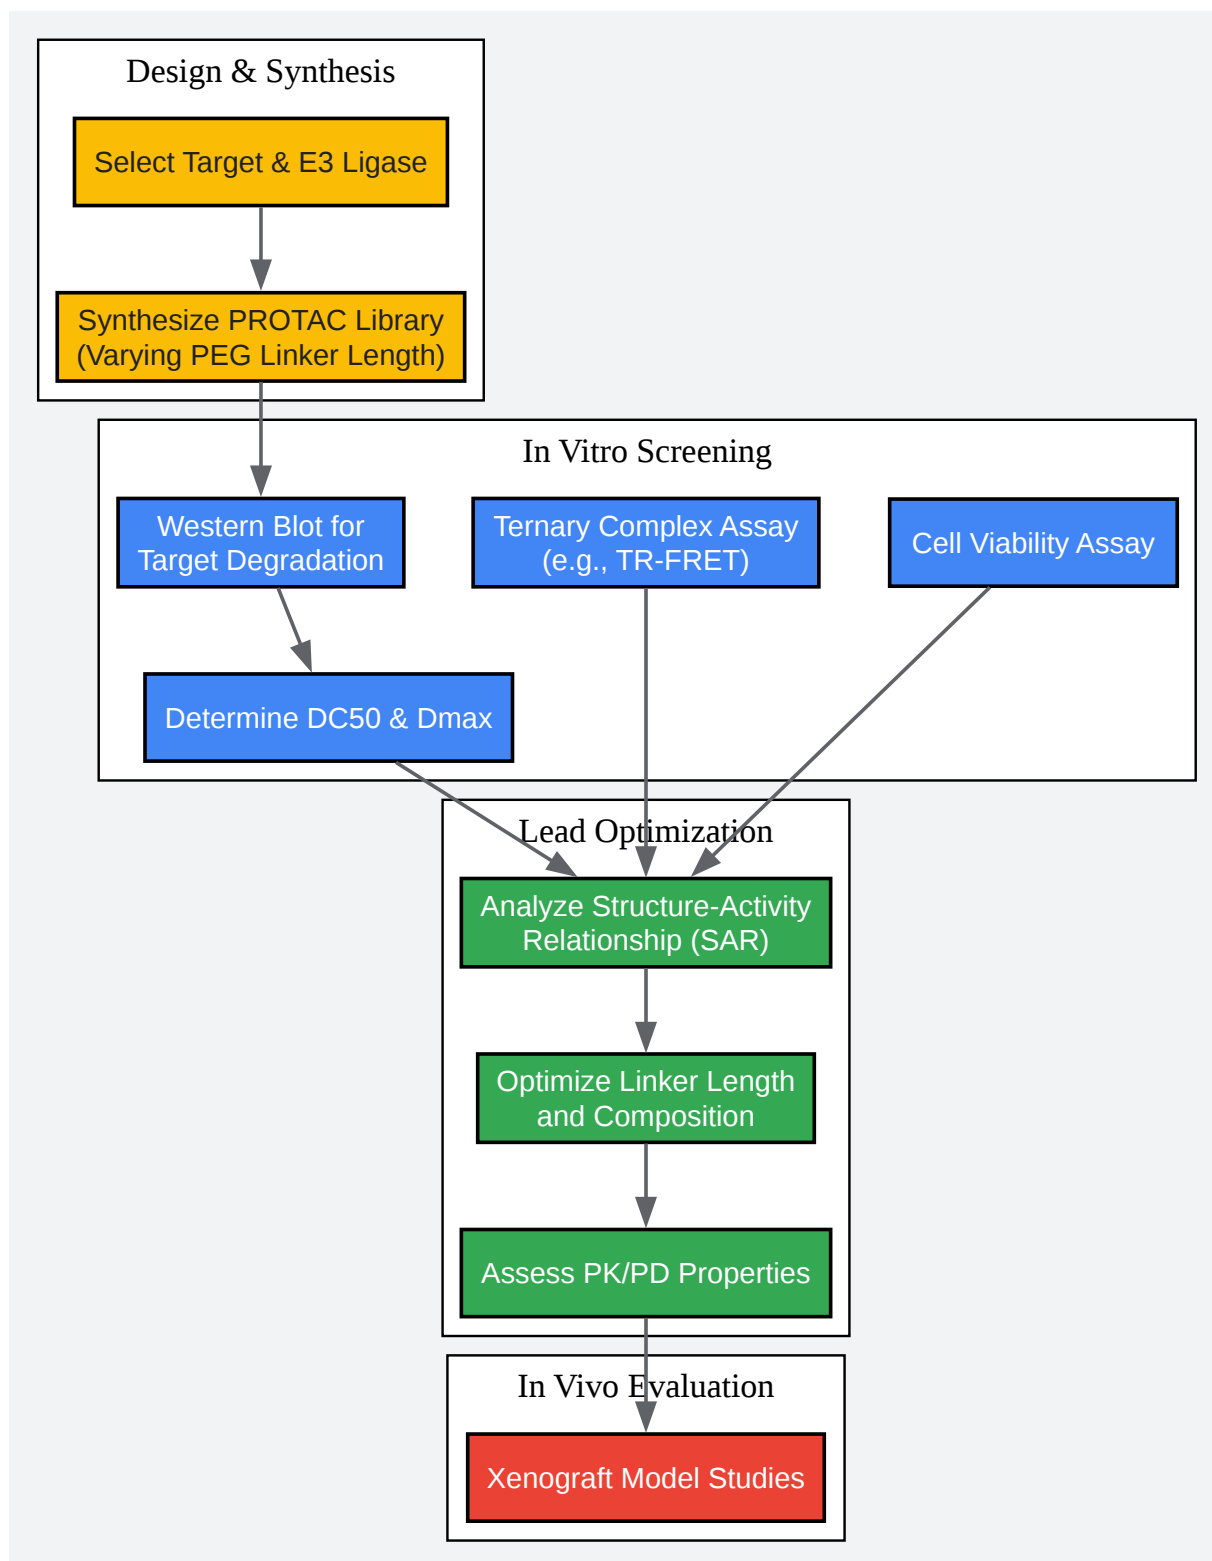 Design & Synthesis
Select Target & E3 Ligase
Synthesize PROTAC Library
(Varying PEG Linker Length)
In Vitro Screening
Western Blot for
Target Degradation
Ternary Complex Assay
(e.g., TR-FRET)
Cell Viability Assay
Determine DC50 & Dmax
Lead Optimization
Analyze Structure-Activity
Relationship (SAR)
Optimize Linker Length
and Composition
Assess PK/PD Properties
In Vivo Evaluation
Xenograft Model Studies